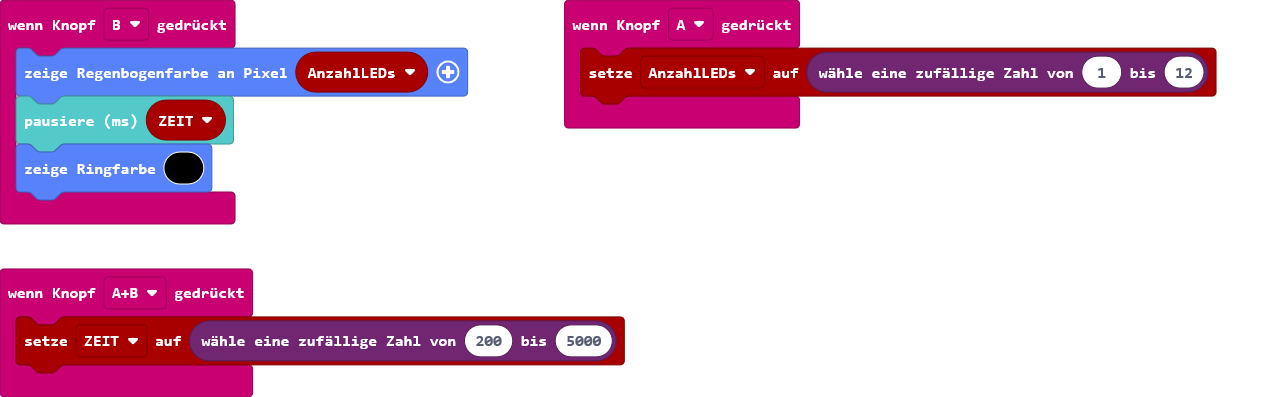 wenn Knopf B gedrückt
zeige Regenbogenfarbe an Pixel AnzahlLEDs
pausiere (ms) ZEIT
zeige Ringfarbe
wenn Knopf A gedrückt
setze AnzahlLEDs auf wähle eine zufällige Zahl von 1 bis 12
wenn Knopf A+B gedrückt
setze ZEIT auf wähle eine zufällige Zahl von 200 bis 5000